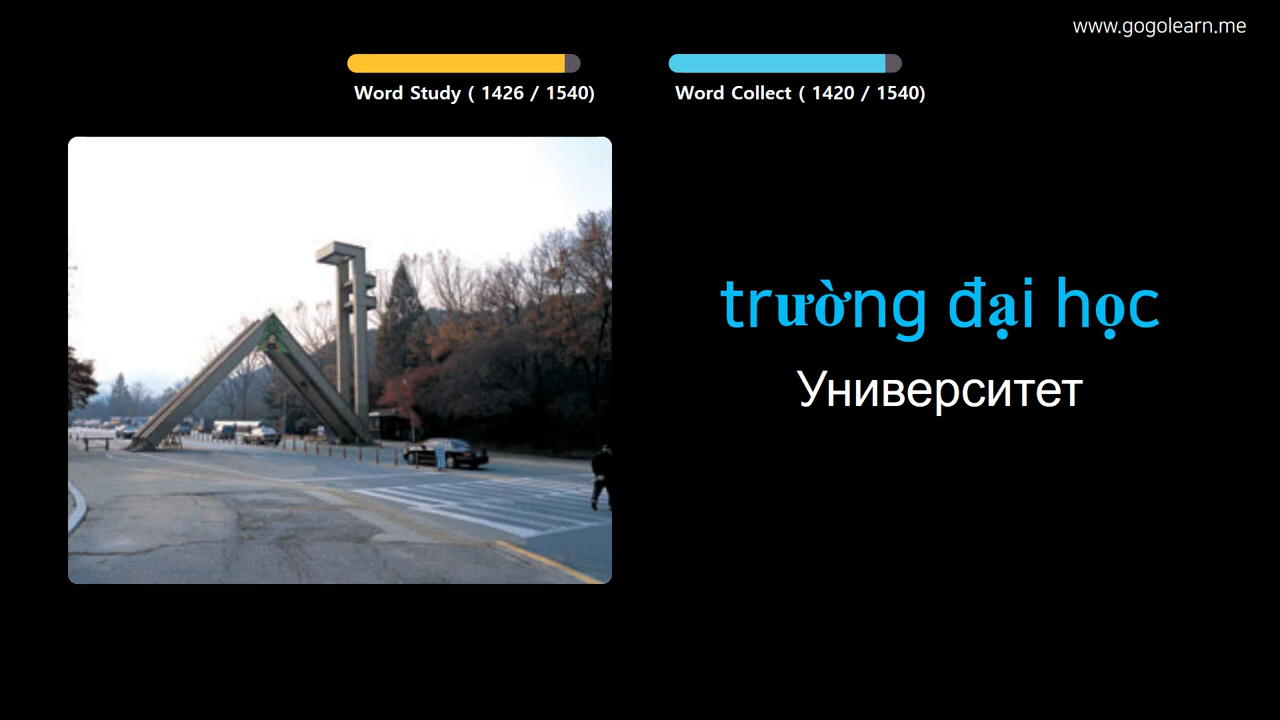 www.gogolearn.me
Word Study ( 1426 / 1540)
Word Collect ( 1420 / 1540)
trường đại học
Университет